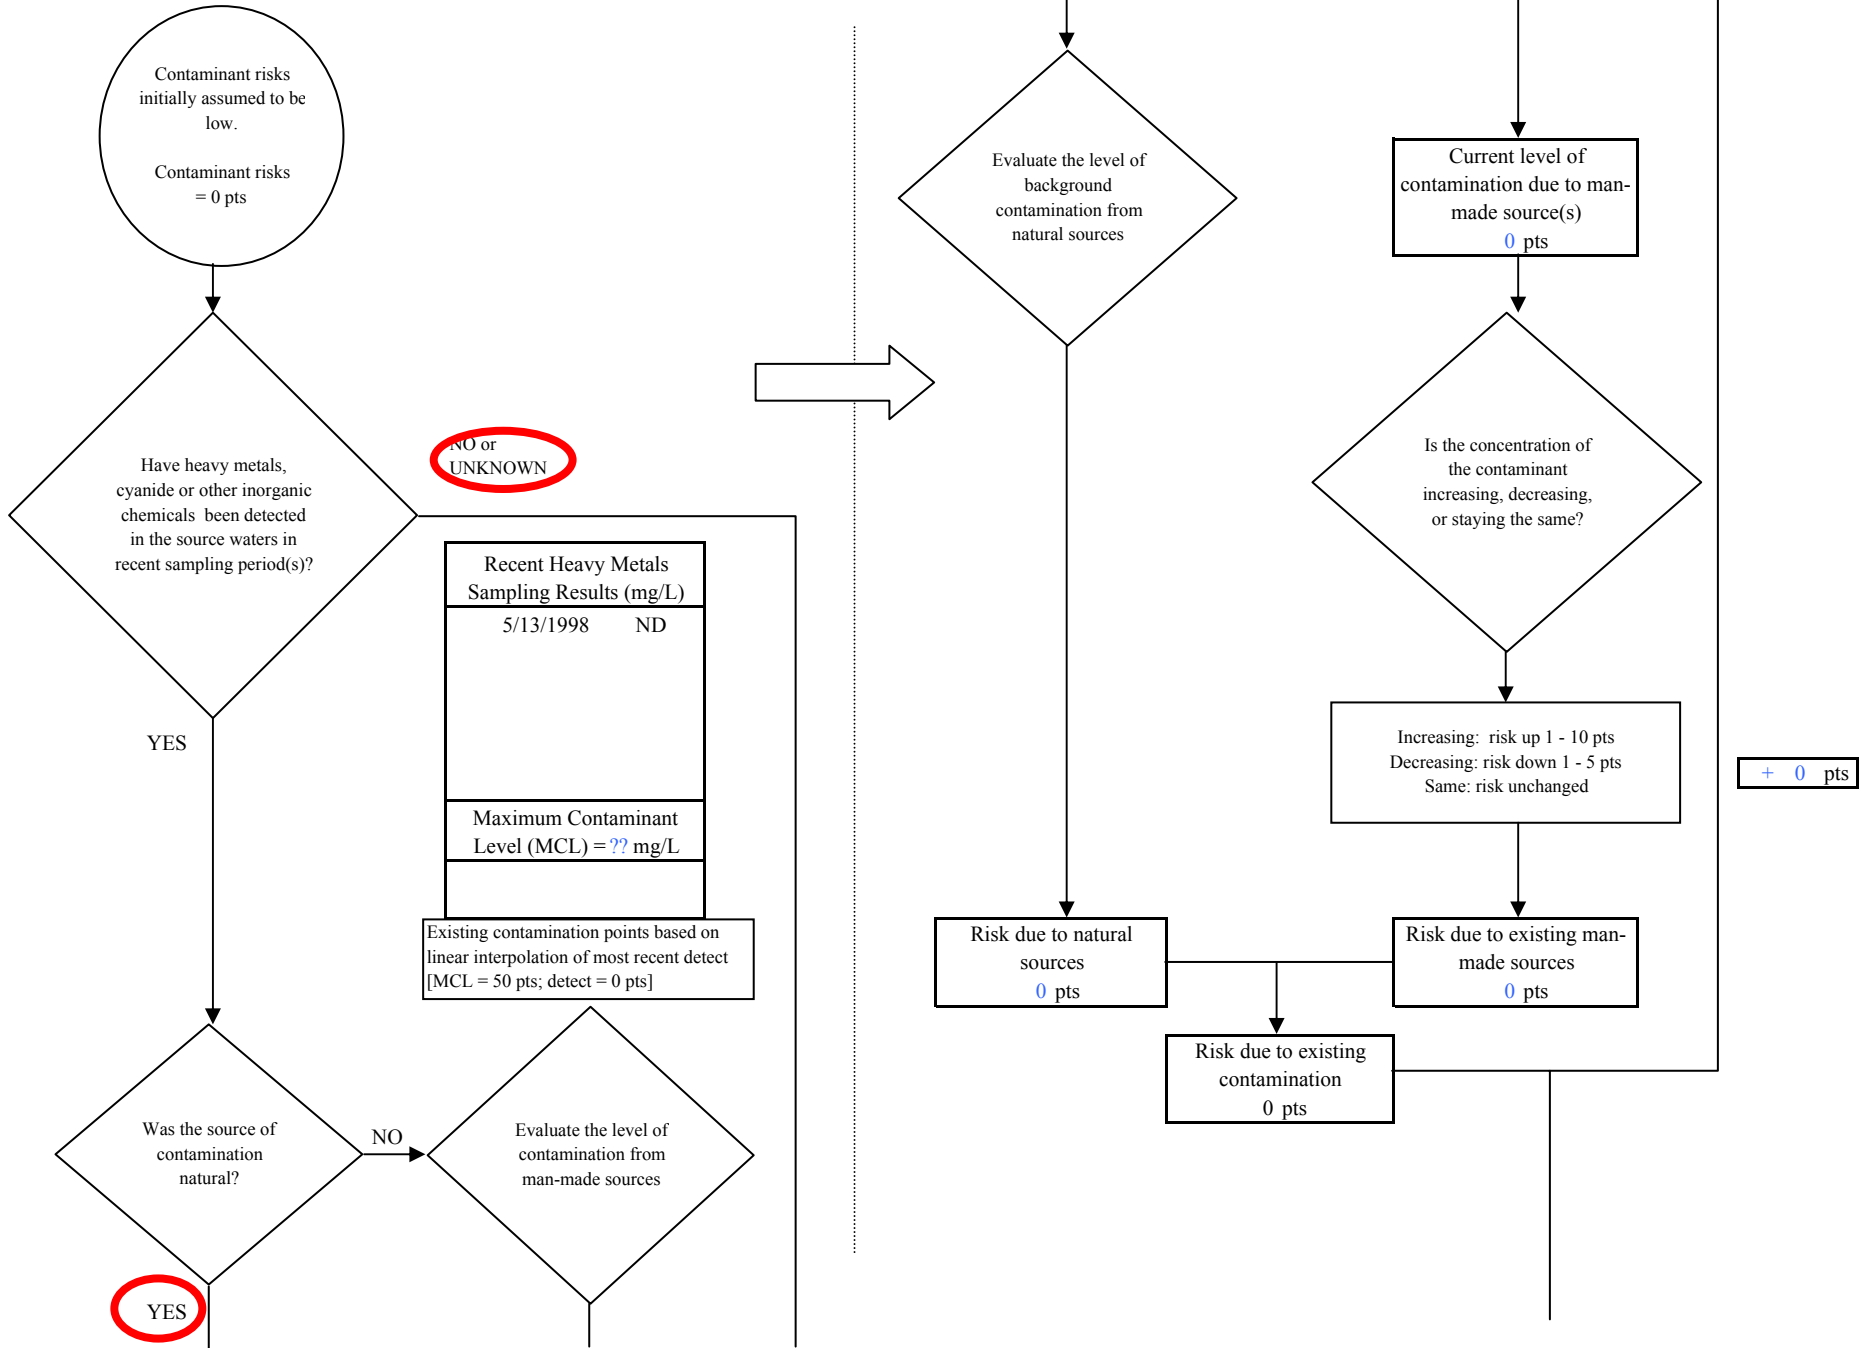 Contaminant risks
initially assumed to be
low.
Contaminant risks
= 0 pts
Have heavy metals,
cyanide or other inorganic
chemicals been detected
in the source waters in
recent sampling period(s)?
NO or
UNKNOWN
YES
Recent Heavy Metals
Sampling Results (mg/L)
5/13/1998 ND
Maximum Contaminant
Level (MCL) = ?? mg/L
Existing contamination points based on
linear interpolation of most recent detect
[MCL = 50 pts; detect = 0 pts]
Was the source of
contamination
natural?
NO
Evaluate the level of
contamination from
man-made sources
YES
Evaluate the level of
background
contamination from
natural sources
Current level of
contamination due to man-
made source(s)
0 pts
Is the concentration of
the contaminant
increasing, decreasing,
or staying the same?
Increasing: risk up 1 - 10 pts
Decreasing: risk down 1 - 5 pts
Same: risk unchanged
+ 0 pts
Risk due to natural
sources
0 pts
Risk due to existing man-
made sources
0 pts
Risk due to existing
contamination
0 pts